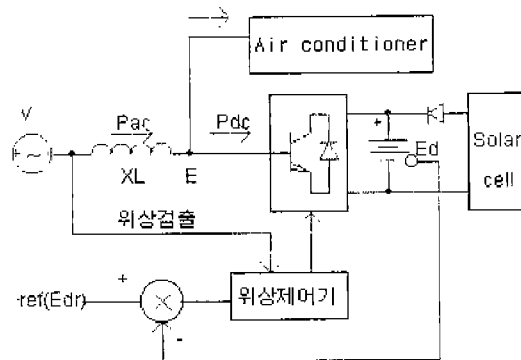 Air conditioner
V
Pac
Pdc
+
Ed
Solar
cell
XL
E
위상검출
+
ref(Edr)
위상제어기
-